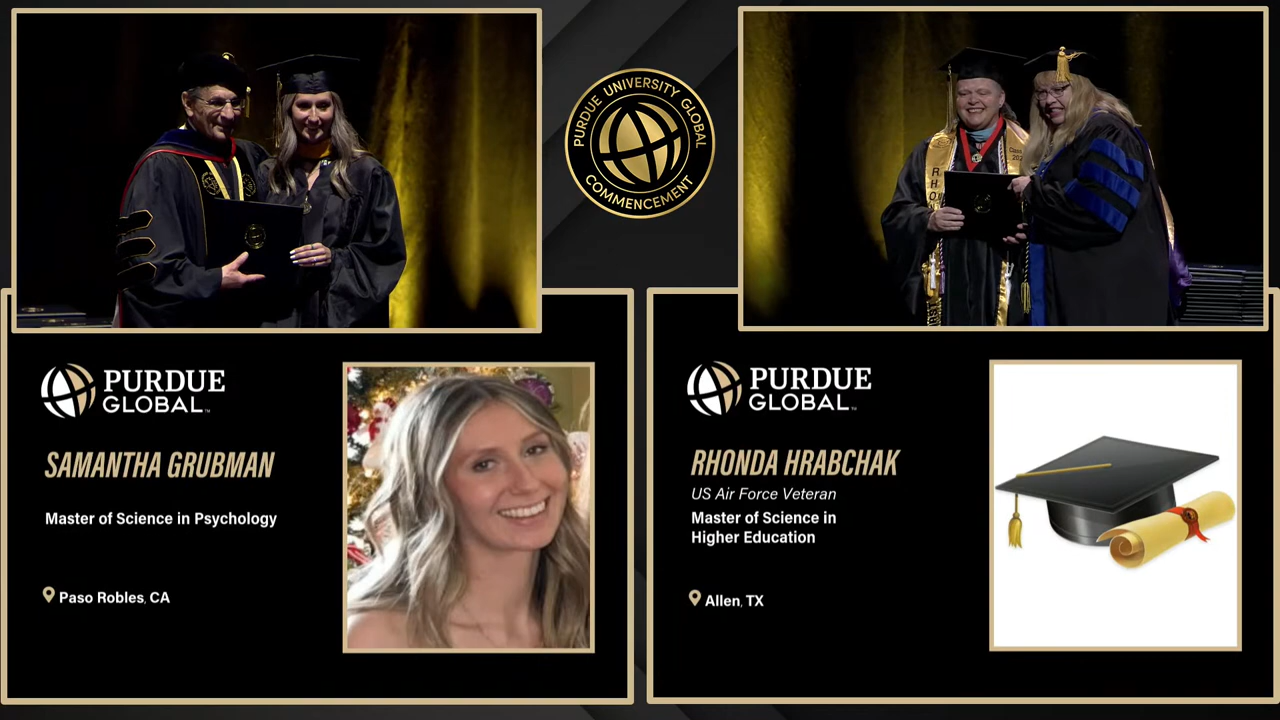 PURDUE UNIVERSITY GLOBAL
COMMENCEMENT
RHO
PURDUE
GLOBAL
SAMANTHA GRUBMAN
Master of Science in Psychology
Paso Robles, CA
PURDUE
GLOBAL
RHONDA HRABCHAK
US Air Force Veteran
Master of Science in
Higher Education
Allen, TX